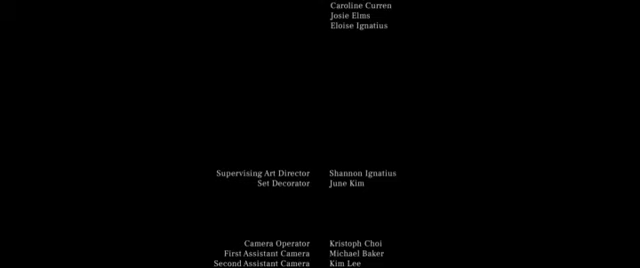 Caroline Curren
Josie Elms
Eloise Ignatius
Supervising Art Director Shannon Ignatius
Set Decorator June Kim
Camera Operator Kristoph Choi
First Assistant Camera Michael Baker
Second Assistant Camera Kim Lee